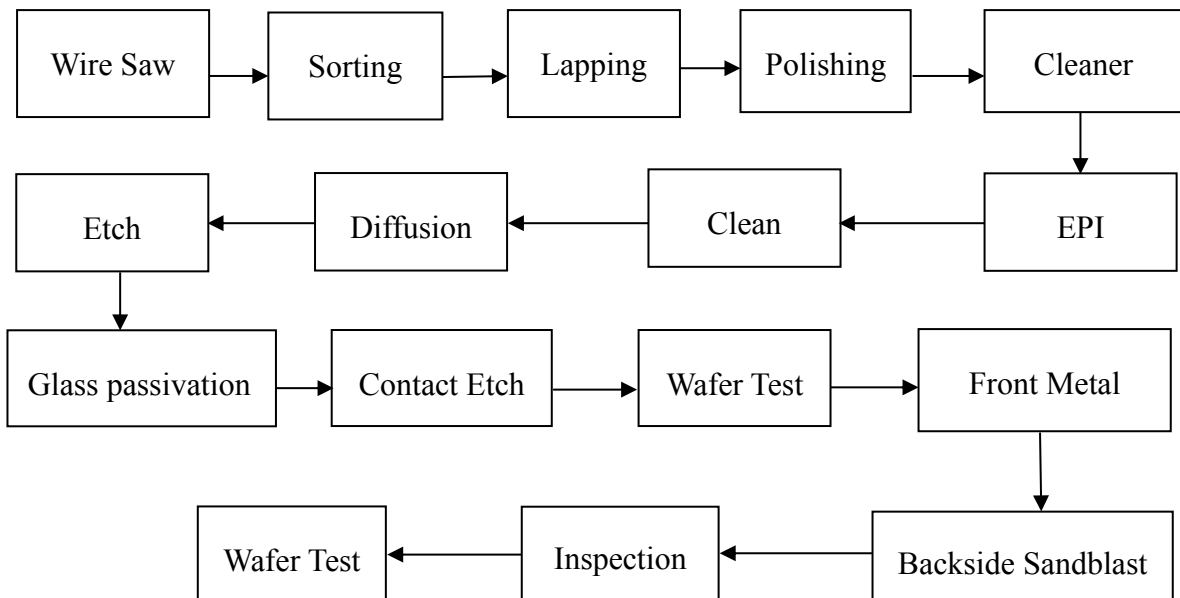 Wire Saw
Sorting
Lapping
Polishing
Cleaner
Etch
Diffusion
Clean
EPI
Glass passivation
Contact Etch
Wafer Test
Front Metal
Wafer Test
Inspection
Backside Sandblast